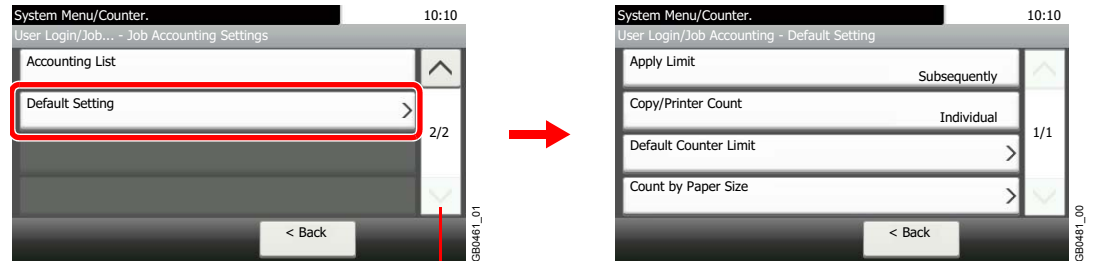 System Menu/Counter.
10:10
User Login/Job... - Job Accounting Settings
Accounting List
Default Setting
2/2
< Back
GB0461_01
System Menu/Counter.
10:10
User Login/Job Accounting - Default Setting
Apply Limit
Subsequently
Copy/Printer Count
Individual
1/1
Default Counter Limit
Count by Paper Size
< Back
GB0481_00